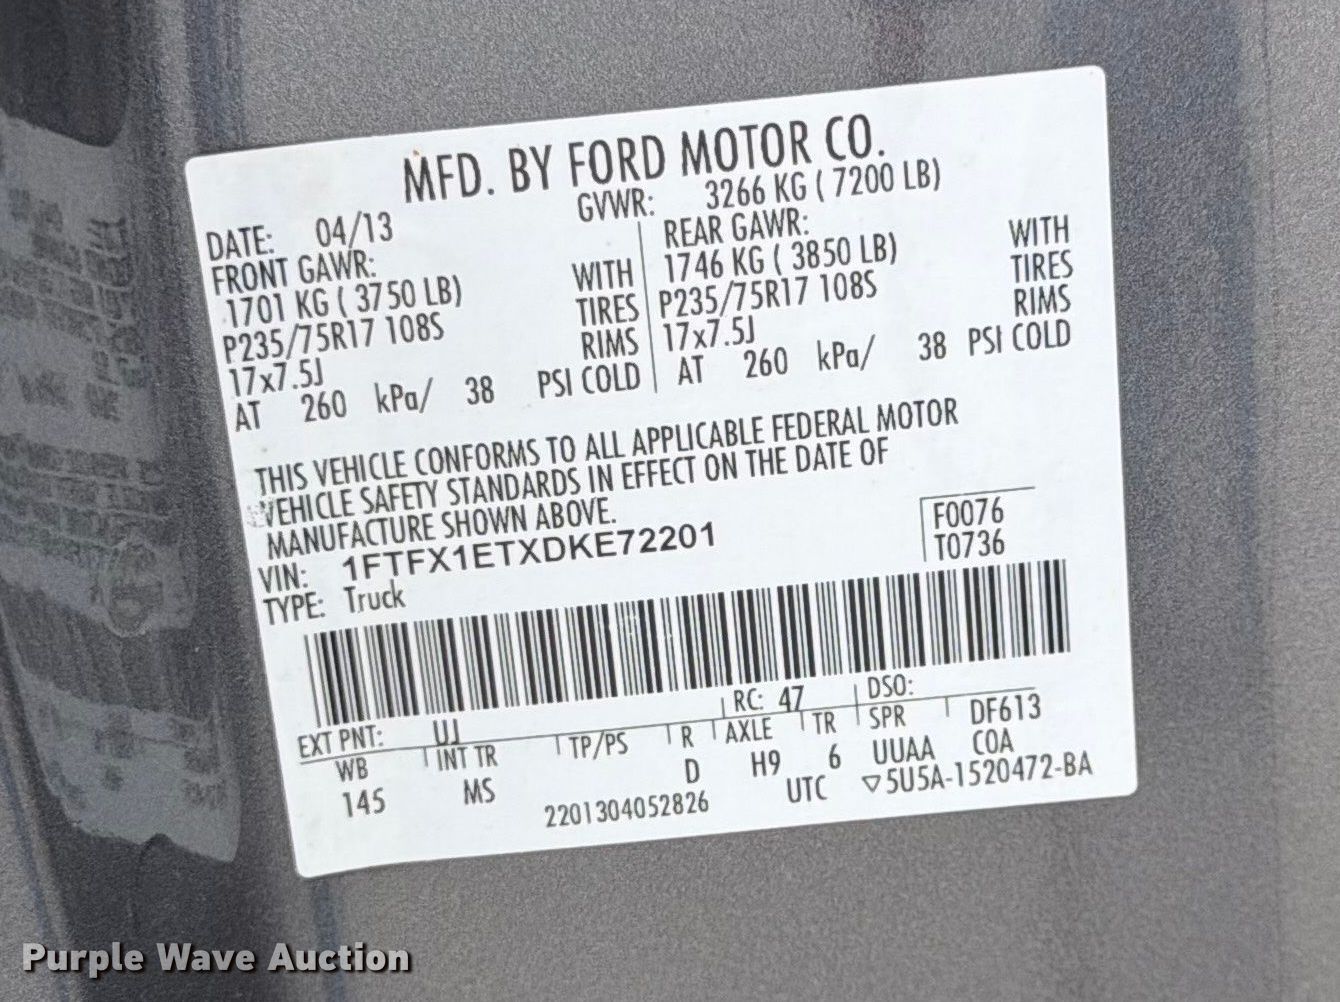 MFD. BY FORD MOTOR CO.
DATE: 04/13 GVWR: 3266 KG ( 7200 LB)
FRONT GAWR: REAR GAWR:
1701 KG ( 3750 LB) WITH 1746 KG ( 3850 LB) WITH
P235/75R17 108S TIRES P235/75R17 108S TIRES
17x7.5J RIMS 17x7.5J RIMS
AT 260 kPa/ 38 PSI COLD AT 260 kPa/ 38 PSI COLD
THIS VEHICLE CONFORMS TO ALL APPLICABLE FEDERAL MOTOR
VEHICLE SAFETY STANDARDS IN EFFECT ON THE DATE OF
MANUFACTURE SHOWN ABOVE.
VIN: 1FTFX1ETXDKE72201 F0076
TYPE: Truck T0736
EXT PNT: UJ RC: 47 DSO:
WB INT TR TP/PS R AXLE TR SPR DF613
145 MS D H9 6 UUAA COA
2201304052826 UTC ▽5U5A-1520472-BA
Purple Wave Auction